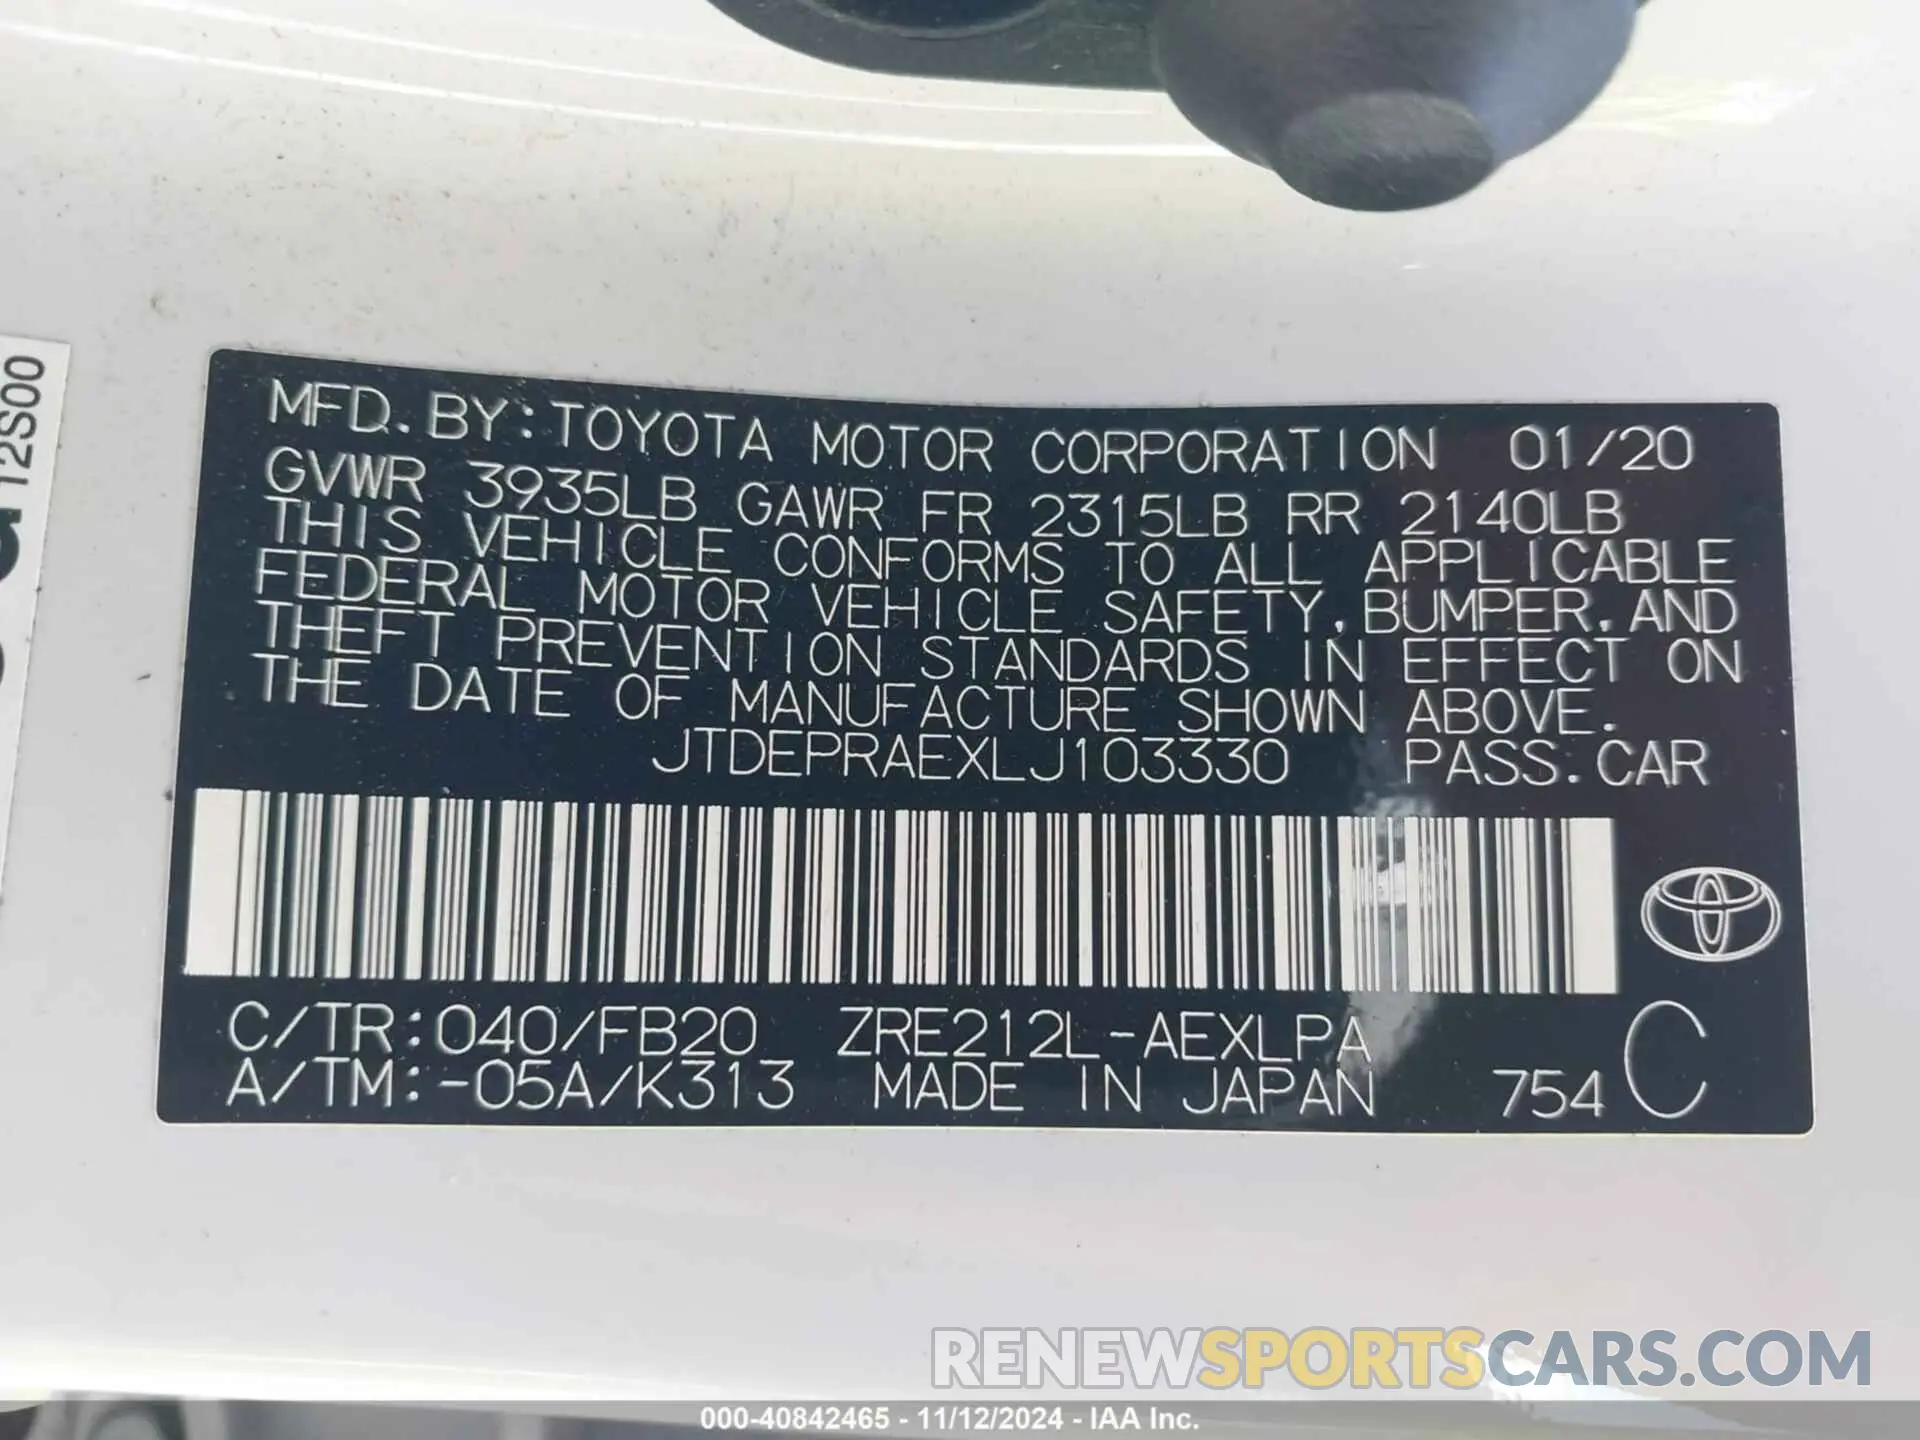 12S00
MFD. BY: TOYOTA MOTOR CORPORATION 01/20
GVWR 3935LB GAWR FR 2315LB RR 2140LB
THIS VEHICLE CONFORMS TO ALL APPLICABLE
FEDERAL MOTOR VEHICLE SAFETY, BUMPER, AND
THEFT PREVENTION STANDARDS IN EFFECT ON
THE DATE OF MANUFACTURE SHOWN ABOVE.
JTDEPRAEXLJ103330 PASS. CAR
C/TR:040/FB20 ZRE212L-AEXLPA
A/TM:-05A/K313 MADE IN JAPAN 754 C
RENEWSPORTSCARS.COM
000-40842465 - 11/12/2024 - IAA Inc.